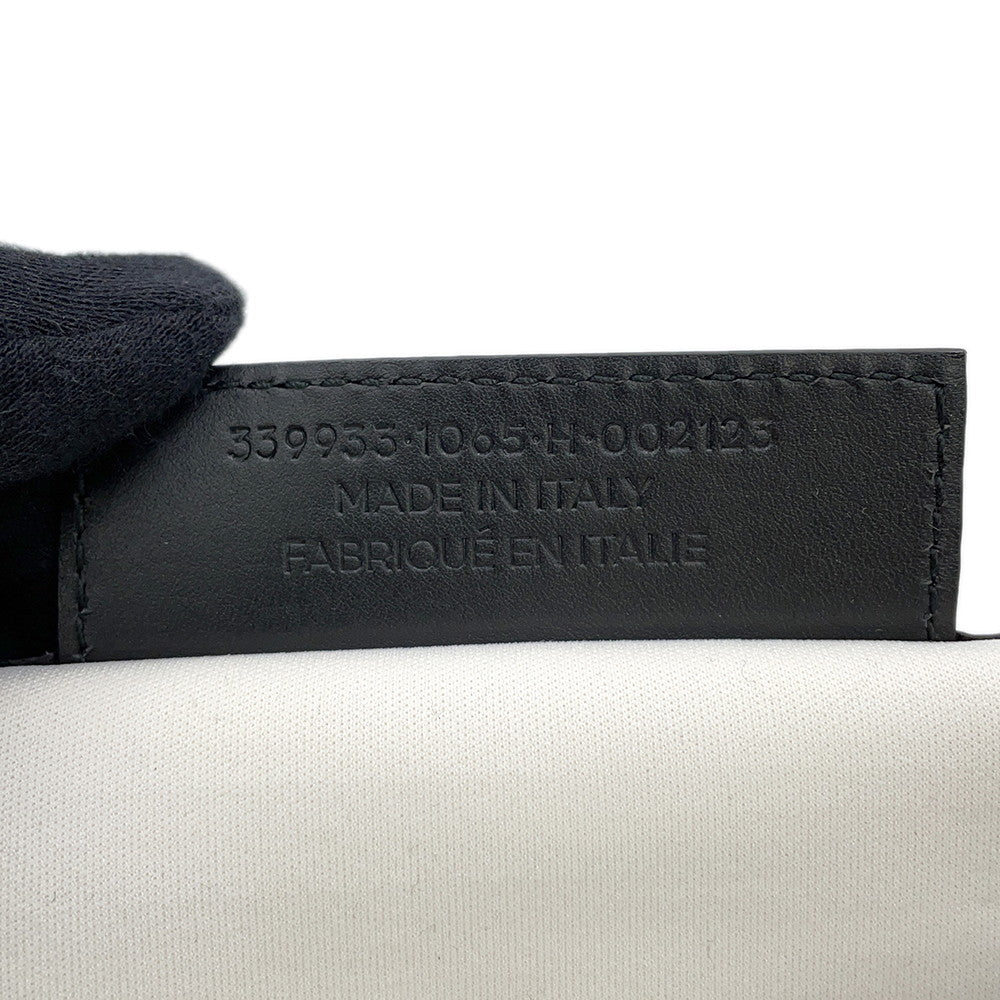 339933·1065·H·002123
MADE IN ITALY
FABRIQUÉ EN ITALIE